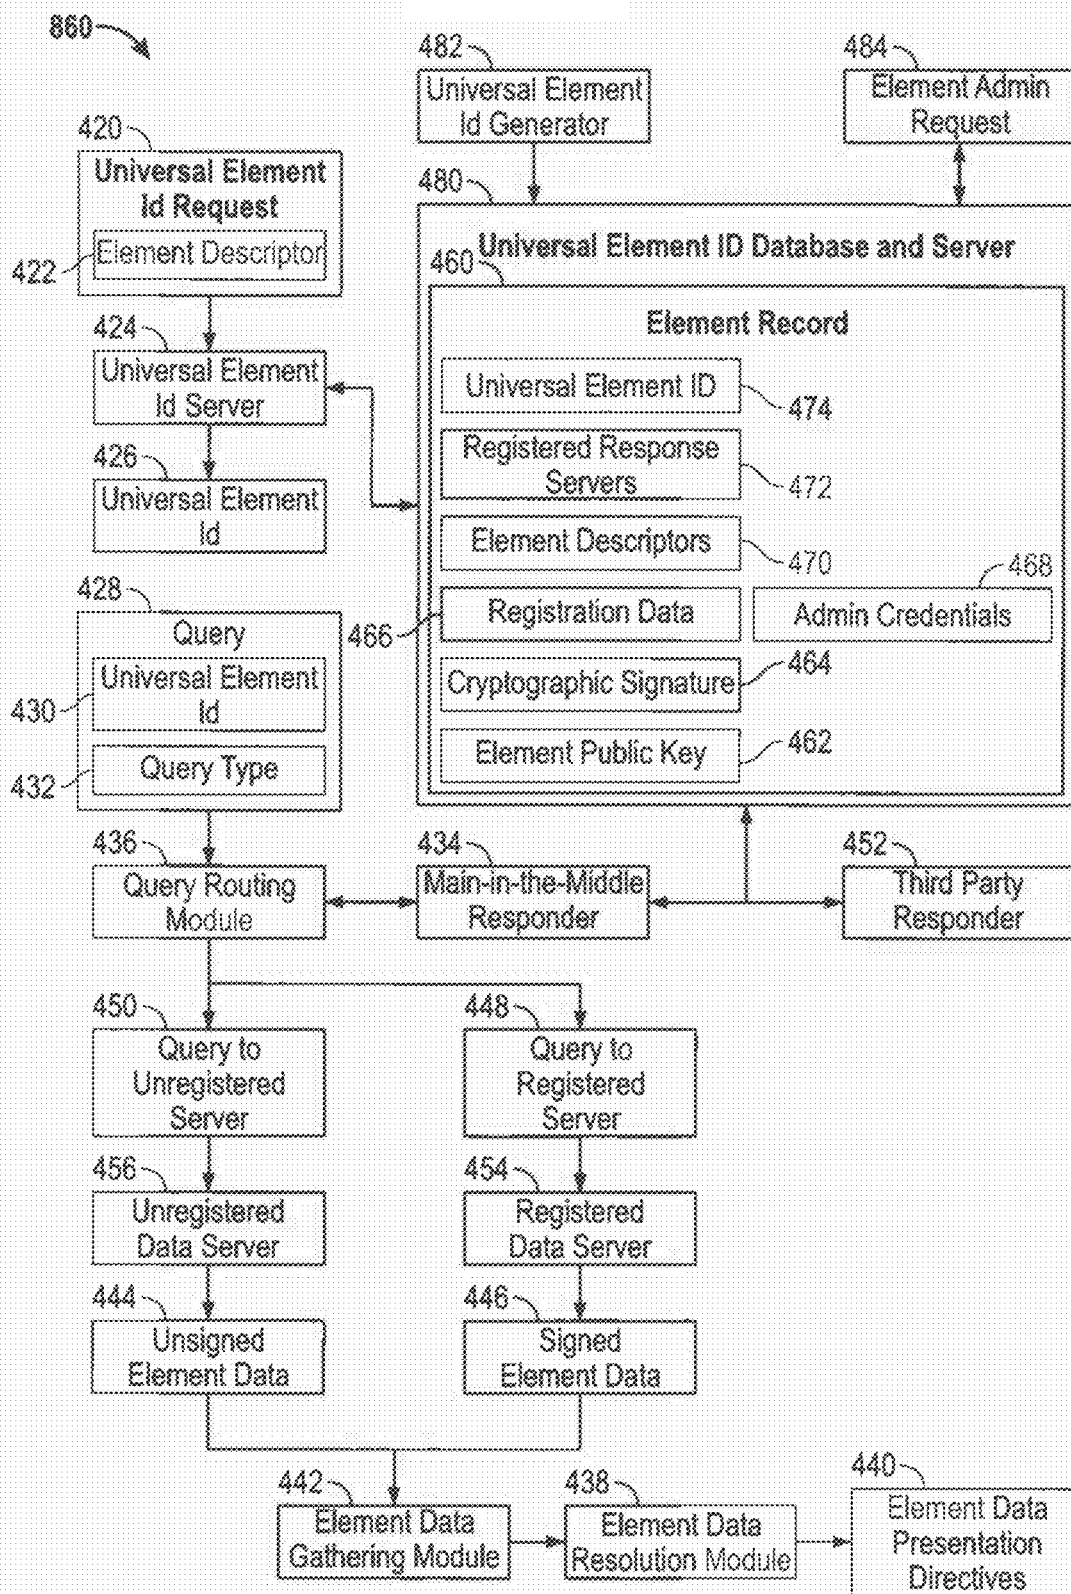 860
482
Universal Element
Id Generator
484
Element Admin
Request
420
Universal Element
Id Request
422
Element Descriptor
424
Universal Element
Id Server
426
Universal Element
Id
480
Universal Element ID Database and Server
460
Element Record
Universal Element ID
474
Registered Response
Servers
472
Element Descriptors
470
466
Registration Data
468
Admin Credentials
Cryptographic Signature
464
Element Public Key
462
428
Query
430
Universal Element
Id
432
Query Type
436
Query Routing
Module
434
Main-in-the-Middle
Responder
452
Third Party
Responder
450
Query to
Unregistered
Server
448
Query to
Registered
Server
456
Unregistered
Data Server
454
Registered
Data Server
444
Unsigned
Element Data
446
Signed
Element Data
442
Element Data
Gathering Module
438
Element Data
Resolution Module
440
Element Data
Presentation
Directives